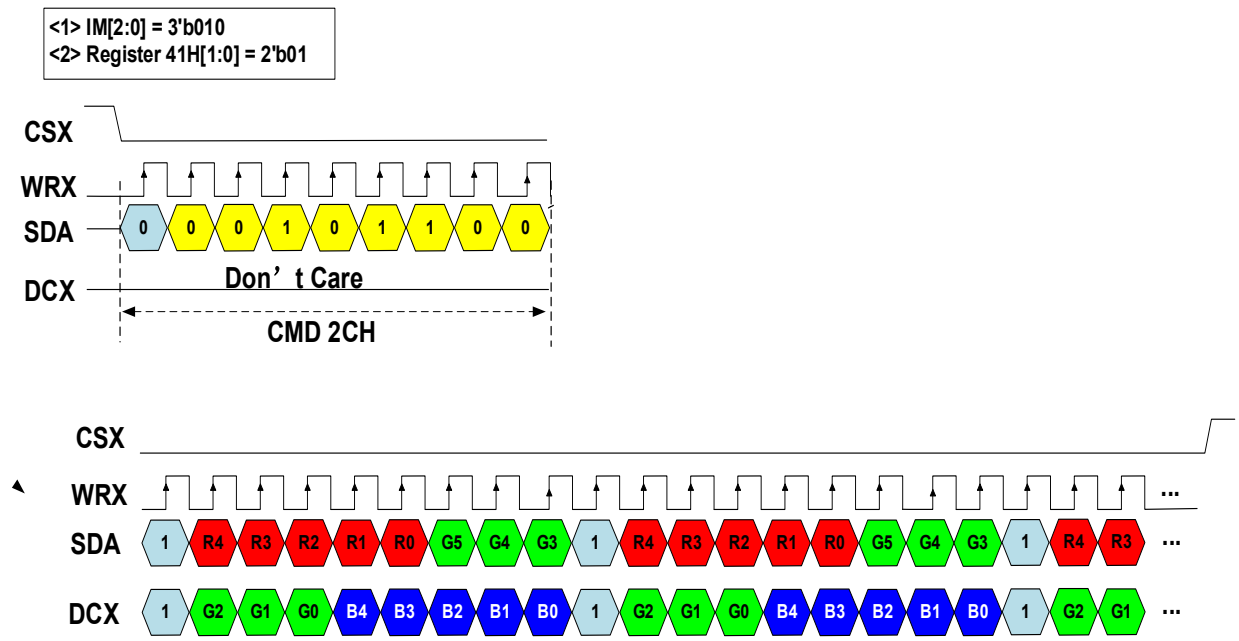 <1> IM[2:0] = 3'b010
<2> Register 41H[1:0] = 2'b01
CSX
WRX
SDA 0 0 0 1 0 1 1 0 0
Don’t Care
DCX
CMD 2CH
CSX
WRX ...
SDA 1 R4 R3 R2 R1 R0 G5 G4 G3 1 R4 R3 R2 R1 R0 G5 G4 G3 1 R4 R3 ...
DCX 1 G2 G1 G0 B4 B3 B2 B1 B0 1 G2 G1 G0 B4 B3 B2 B1 B0 1 G2 G1 ...